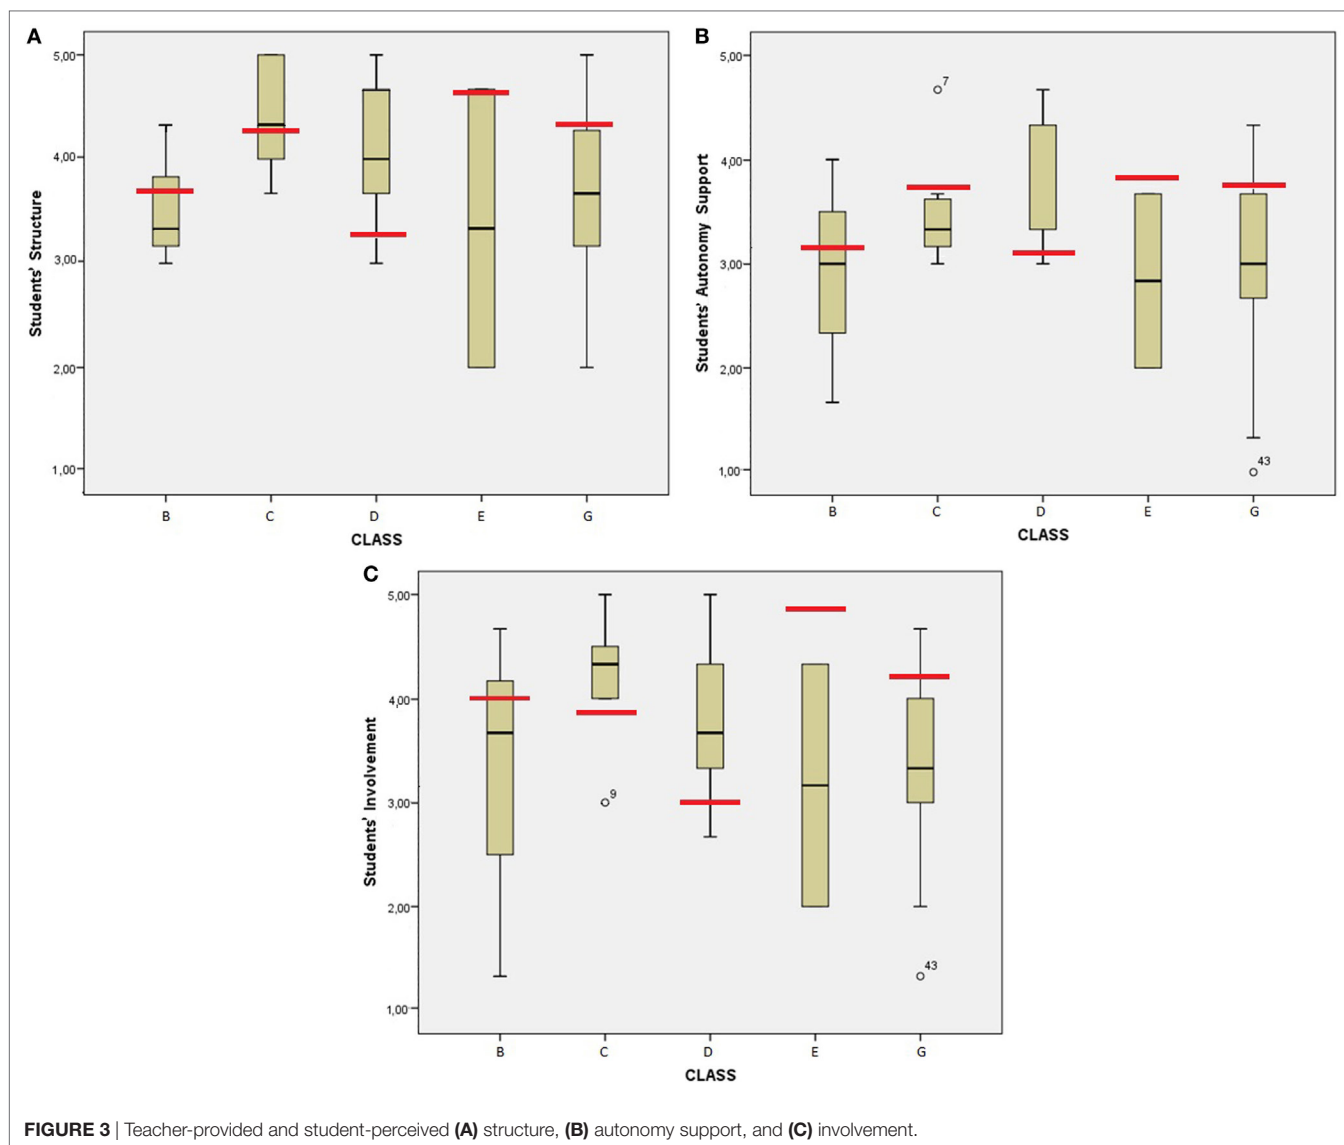 A
5,00
4,00
3,00
2,00
1,00
Students' Structure
B C D E G
CLASS
B
5,00
4,00
3,00
2,00
1,00
Students' Autonomy Support
7
43
B C D E G
CLASS
C
5,00
4,00
3,00
2,00
1,00
Students' Involvement
9
43
B C D E G
CLASS
FIGURE 3 | Teacher-provided and student-perceived (A) structure, (B) autonomy support, and (C) involvement.